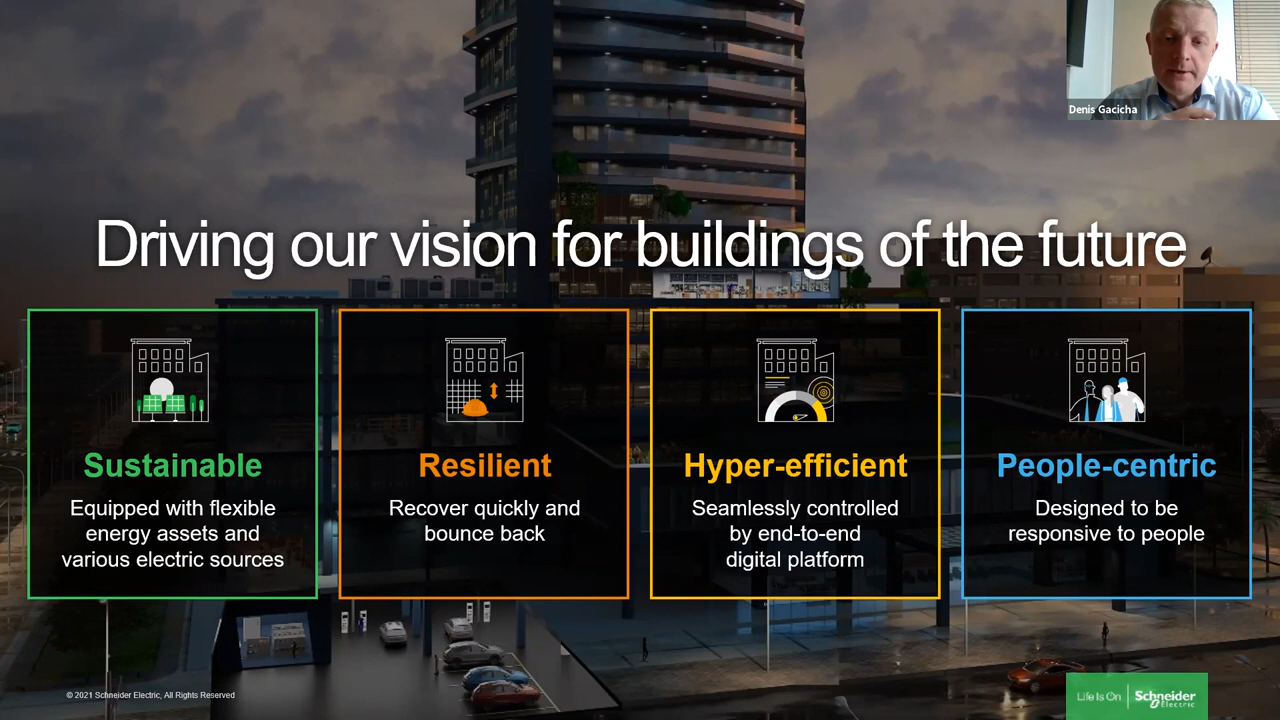 Denis Gacicha
Driving our vision for buildings of the future
Sustainable
Equipped with flexible
energy assets and
various electric sources
Resilient
Recover quickly and
bounce back
Hyper-efficient
Seamlessly controlled
by end-to-end
digital platform
People-centric
Designed to be
responsive to people
© 2021 Schneider Electric, All Rights Reserved
Life Is On
Schneider
Electric